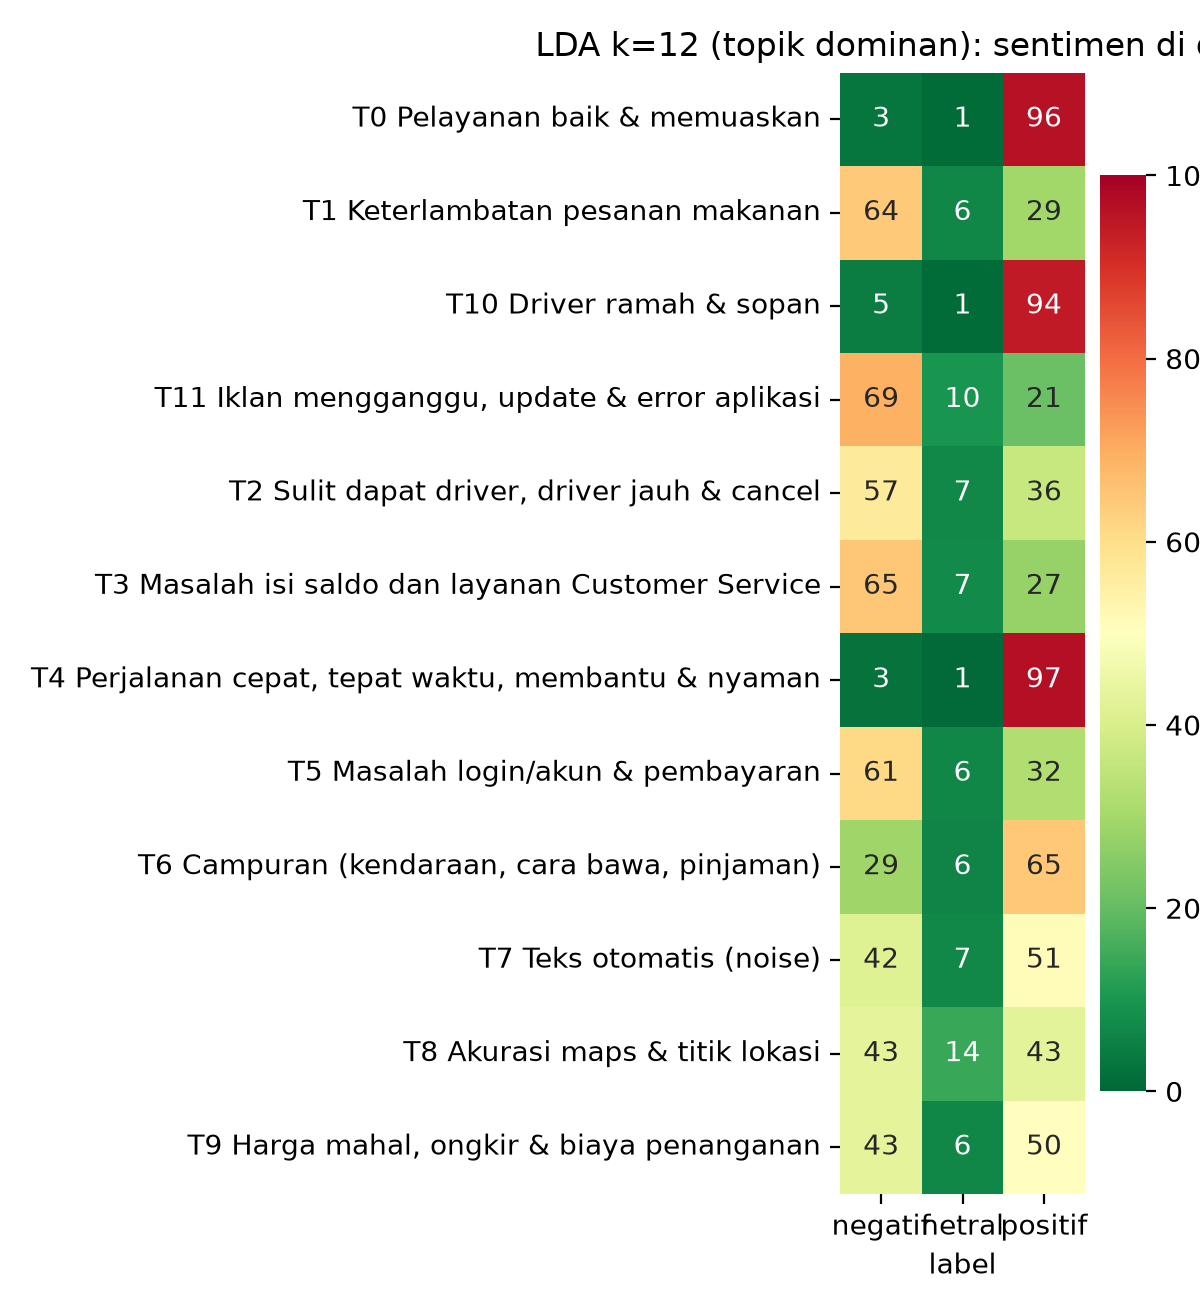 LDA k=12 (topik dominan): sentimen di
T0 Pelayanan baik & memuaskan 3 1 96
T1 Keterlambatan pesanan makanan 64 6 29
T10 Driver ramah & sopan 5 1 94
T11 Iklan mengganggu, update & error aplikasi 69 10 21
T2 Sulit dapat driver, driver jauh & cancel 57 7 36
T3 Masalah isi saldo dan layanan Customer Service 65 7 27
T4 Perjalanan cepat, tepat waktu, membantu & nyaman 3 1 97
T5 Masalah login/akun & pembayaran 61 6 32
T6 Campuran (kendaraan, cara bawa, pinjaman) 29 6 65
T7 Teks otomatis (noise) 42 7 51
T8 Akurasi maps & titik lokasi 43 14 43
T9 Harga mahal, ongkir & biaya penanganan 43 6 50
negatif netral positif
label
10
80
60
40
20
0